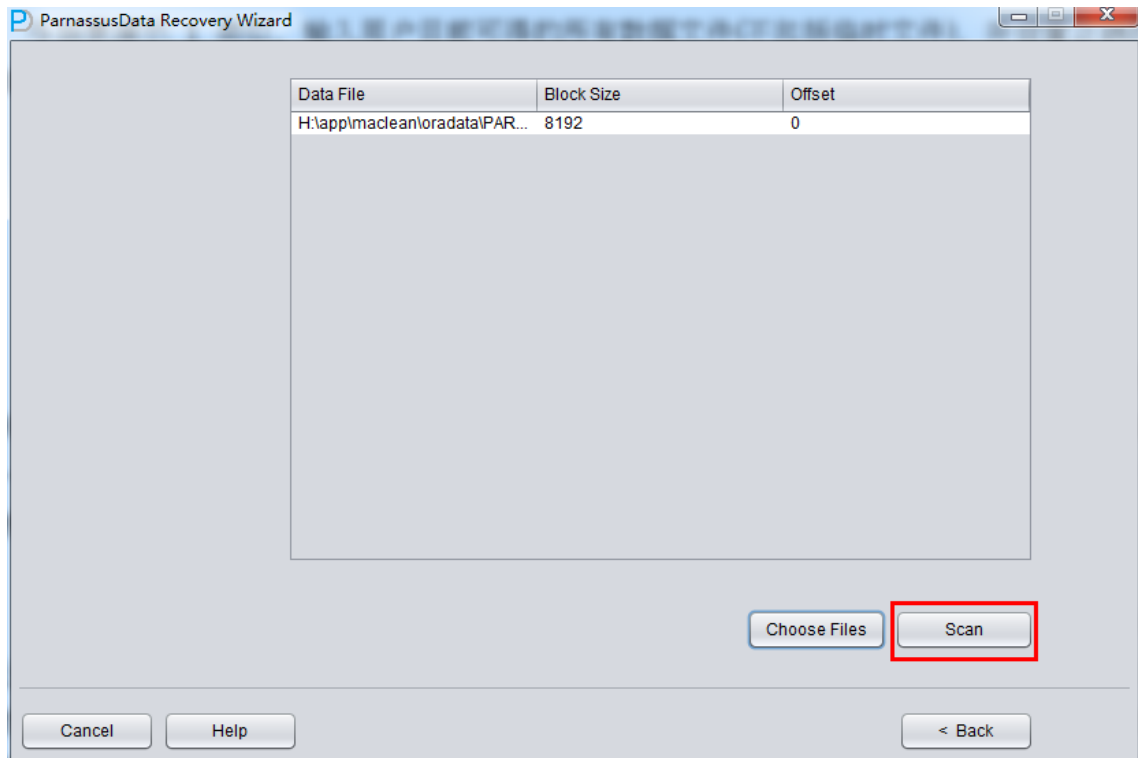 ParnassusData Recovery Wizard
Data File Block Size Offset
H:\app\maclean\oradata\PAR... 8192 0
Choose Files Scan
Cancel Help < Back